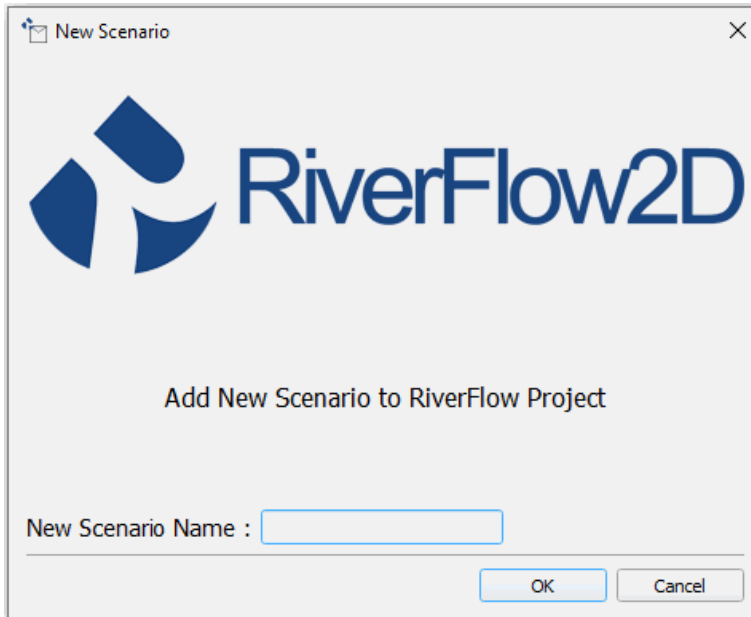 New Scenario
RiverFlow2D
Add New Scenario to RiverFlow Project
New Scenario Name :
OK
Cancel